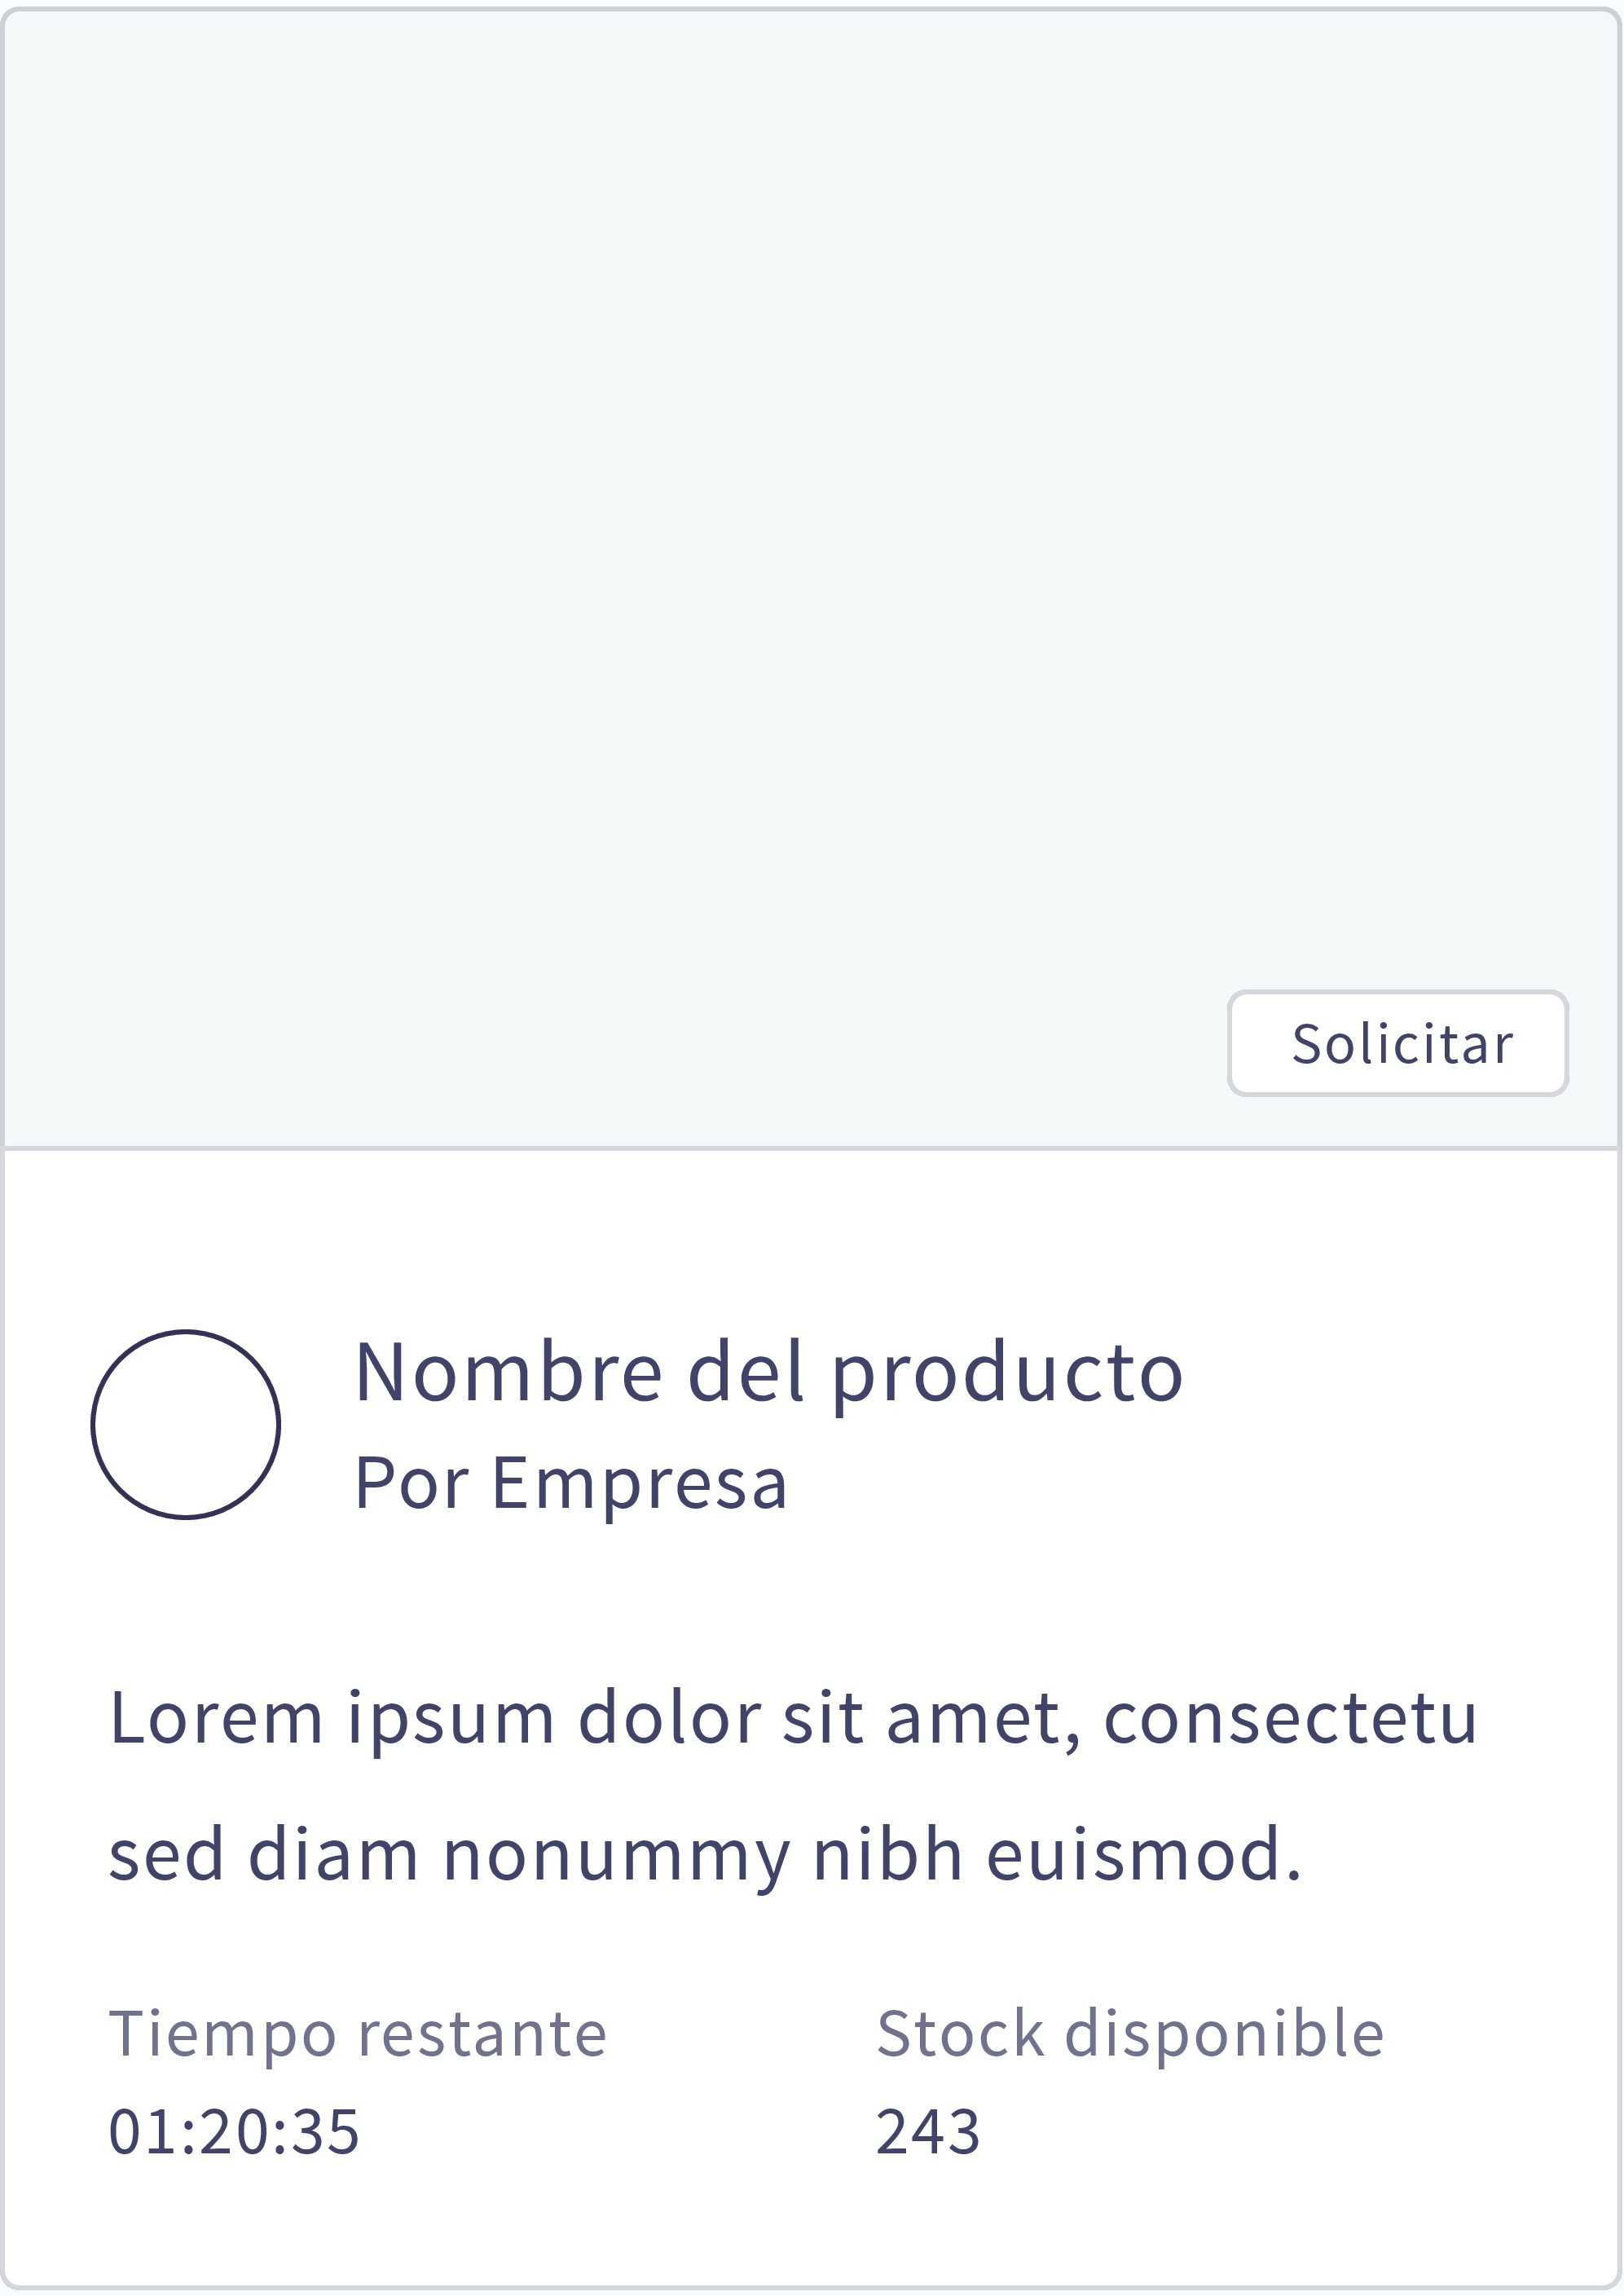 Solicitar
Nombre del producto
Por Empresa
Lorem ipsum dolor sit amet, consectetu
sed diam nonummy nibh euismod.
Tiempo restante
01:20:35
Stock disponible
243